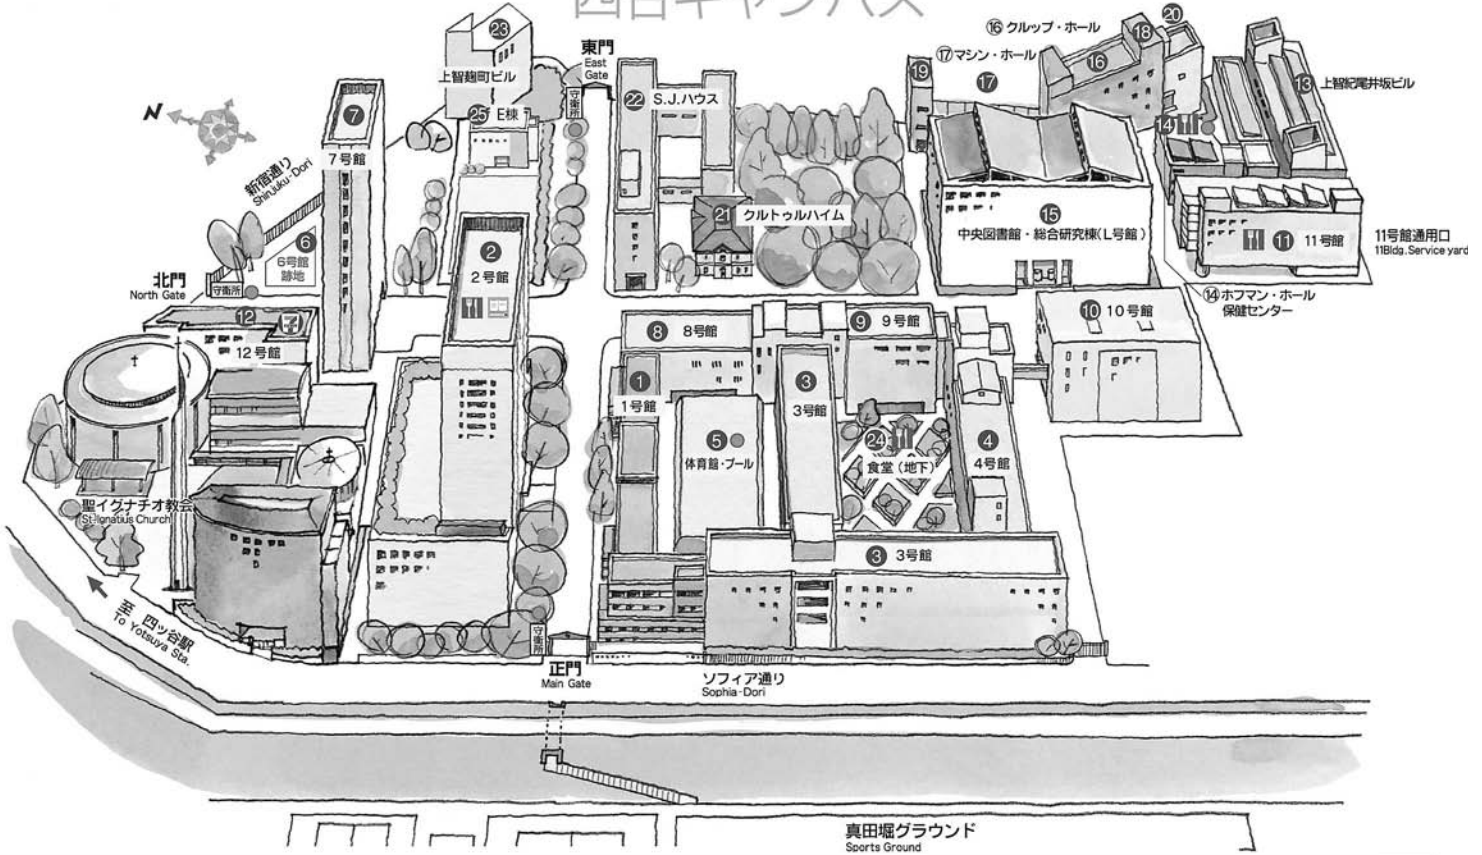 四谷キャンパス
⑳
㉓
⑯ クルップ・ホール
⑱
東門
East
Gate
⑰ マシン・ホール
⑯
上智麹町ビル
⑲
⑰
⑬ 上智紀尾井坂ビル
守衛所
㉒ S.J.ハウス
N
⑦
7号館
㉕ E棟
⑭
新宿通り
Shinjuku-Dori
㉑ クルトゥルハイム
⑮
中央図書館・総合研究棟(L号館)
⑪ 11号館
11号館通用口
11Bldg.Service yard
⑥
6号館
跡地
②
2号館
北門
North Gate
守衛所
⑭ ホフマン・ホール
保健センター
⑫
12号館
⑧ 8号館
⑨ 9号館
⑩ 10号館
①
1号館
③
3号館
⑤
体育館・プール
㉔
食堂(地下)
④
4号館
聖イグナチオ教会
St-Ignatius Church
③ 3号館
至 四ッ谷駅
To Yotsuya Sta.
守衛所
正門
Main Gate
ソフィア通り
Sophia-Dori
真田堀グラウンド
Sports Ground